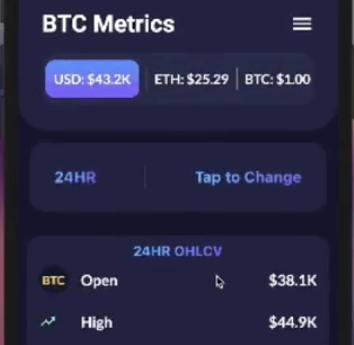 BTC Metrics
USD: $43.2K ETH: $25.29 BTC: $1.00
24HR Tap to Change
24HR OHLCV
BTC Open $38.1K
High $44.9K